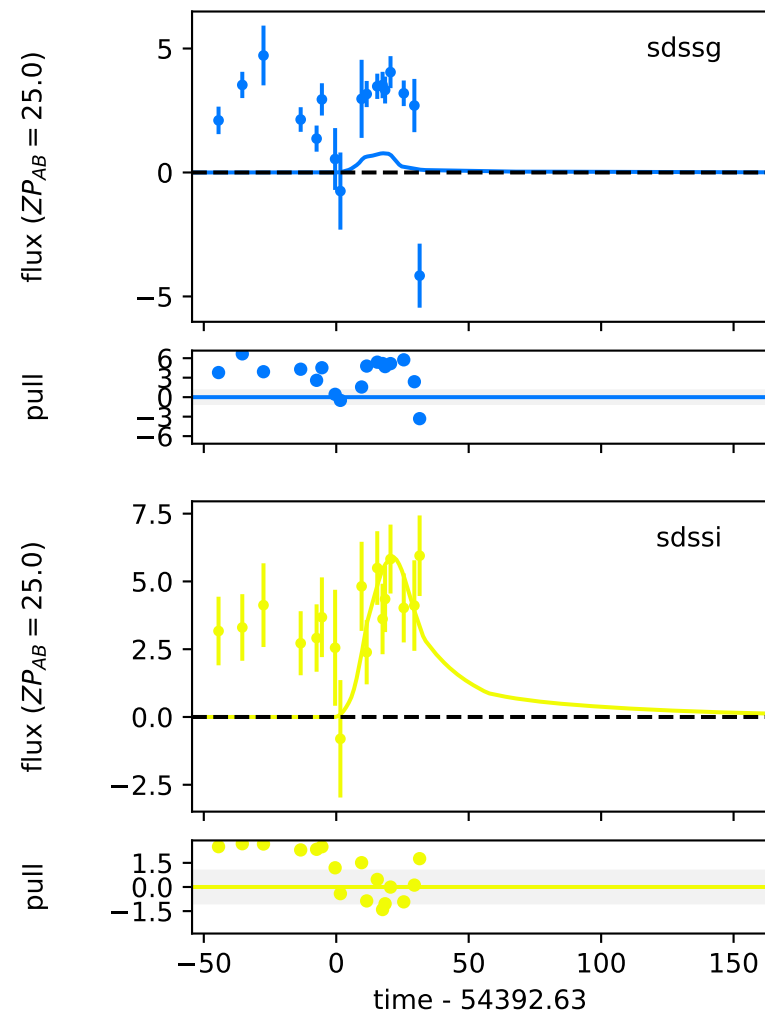 sdssg
flux (ZP_AB = 25.0)
5
0
−5
pull
6
3
0
−3
−6
sdssi
flux (ZP_AB = 25.0)
7.5
5.0
2.5
0.0
−2.5
pull
1.5
0.0
−1.5
−50 0 50 100 150
time - 54392.63